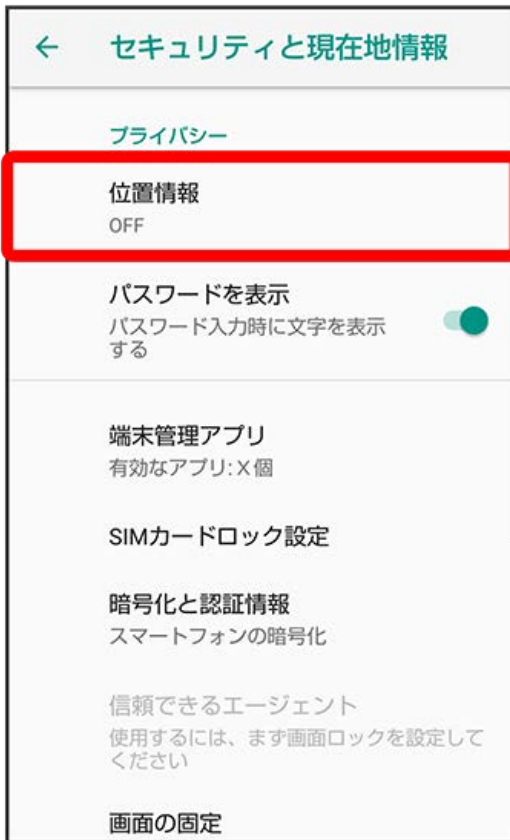 セキュリティと現在地情報
プライバシー
位置情報
OFF
パスワードを表示
パスワード入力時に文字を表示
する
端末管理アプリ
有効なアプリ:X個
SIMカードロック設定
暗号化と認証情報
スマートフォンの暗号化
信頼できるエージェント
使用するには、まず画面ロックを設定して
ください
画面の固定